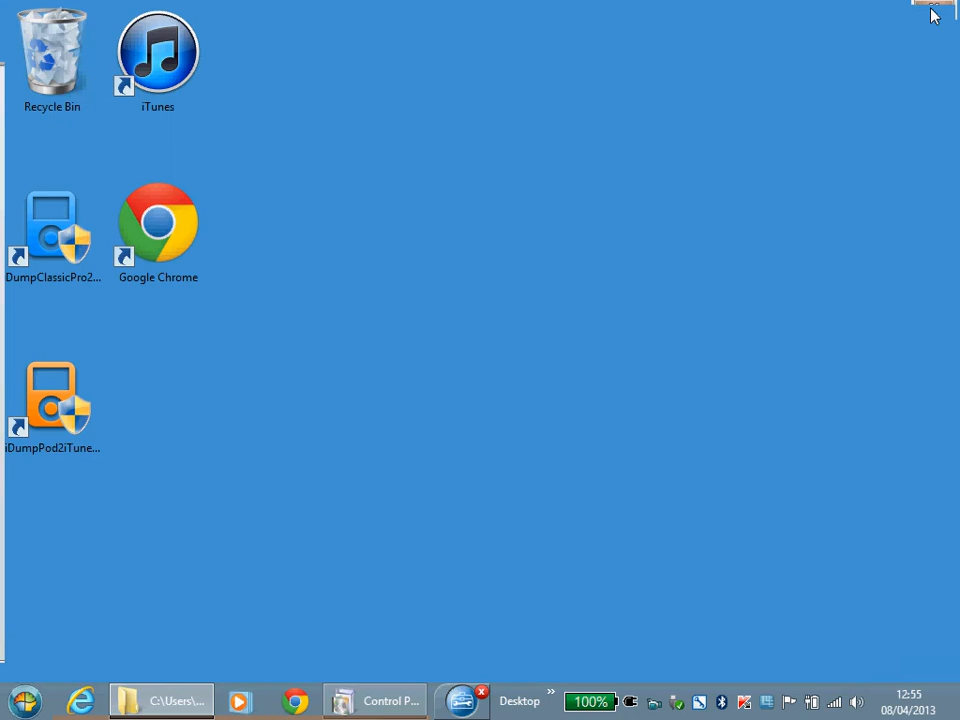 Recycle Bin
iTunes
DumpClassicPro2...
Google Chrome
iDumpPod2iTune...
C:\Users\...
Control P...
Desktop
»
100%
12:55
08/04/2013